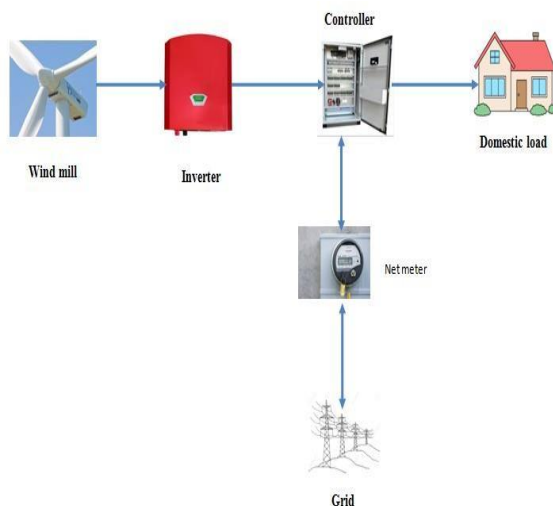 Controller
Wind mill
Inverter
Domestic load
Net meter
Grid